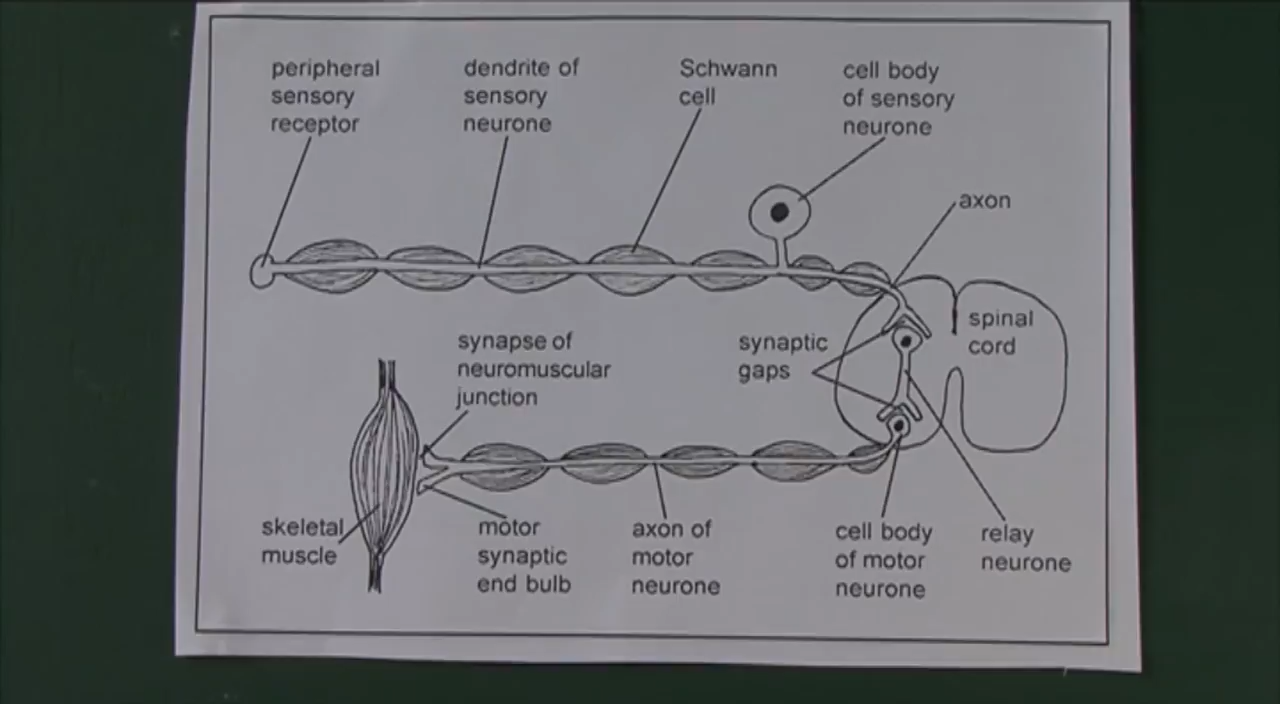 peripheral
sensory
receptor
dendrite of
sensory
neurone
Schwann
cell
cell body
of sensory
neurone
axon
spinal
cord
synaptic
gaps
synapse of
neuromuscular
junction
skeletal
muscle
motor
synaptic
end bulb
axon of
motor
neurone
cell body
of motor
neurone
relay
neurone